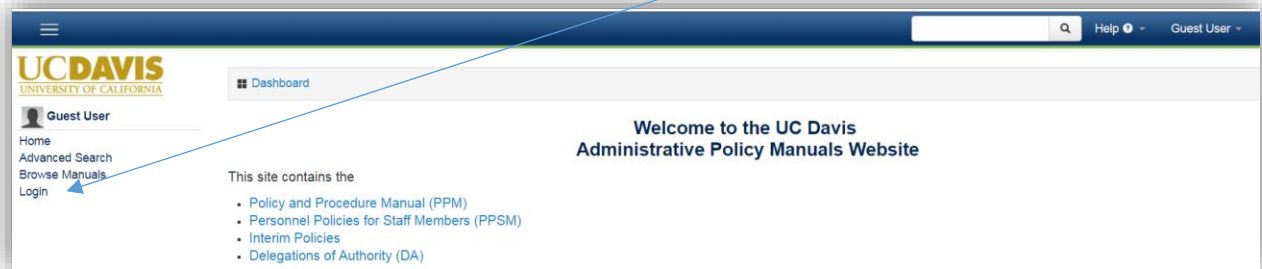 Help
Guest User
UCDAVIS
UNIVERSITY OF CALIFORNIA
Dashboard
Guest User
Home
Advanced Search
Browse Manuals
Login
Welcome to the UC Davis
Administrative Policy Manuals Website
This site contains the
• Policy and Procedure Manual (PPM)
• Personnel Policies for Staff Members (PPSM)
• Interim Policies
• Delegations of Authority (DA)